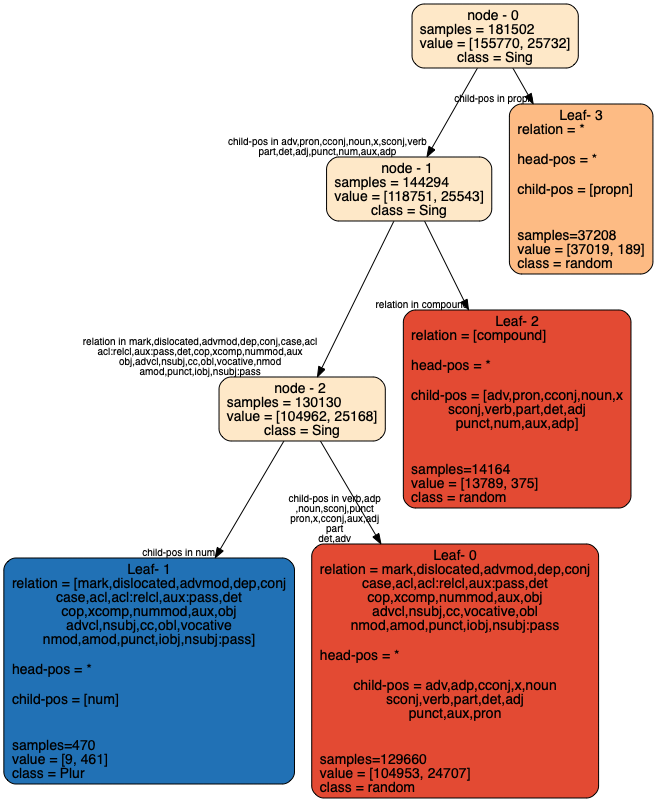 node - 0
samples = 181502
value = [155770, 25732]
class = Sing
child-pos in propn
child-pos in adv,pron,cconj,noun,x,sconj,verb
part,det,adj,punct,num,aux,adp
Leaf- 3
relation = *
head-pos = *
child-pos = [propn]
samples=37208
value = [37019, 189]
class = random
node - 1
samples = 144294
value = [118751, 25543]
class = Sing
relation in compound
relation in mark,dislocated,advmod,dep,conj,case,acl
acl:relcl,aux:pass,det,cop,xcomp,nummod,aux
obj,advcl,nsubj,cc,obl,vocative,nmod
amod,punct,iobj,nsubj:pass
Leaf- 2
relation = [compound]
head-pos = *
child-pos = [adv,pron,cconj,noun,x
sconj,verb,part,det,adj
punct,num,aux,adp]
samples=14164
value = [13789, 375]
class = random
node - 2
samples = 130130
value = [104962, 25168]
class = Sing
child-pos in num
child-pos in verb,adp
,noun,sconj,punct
pron,x,cconj,aux,adj
part
det,adv
Leaf- 1
relation = [mark,dislocated,advmod,dep,conj
case,acl,acl:relcl,aux:pass,det
cop,xcomp,nummod,aux,obj
advcl,nsubj,cc,obl,vocative
nmod,amod,punct,iobj,nsubj:pass]
head-pos = *
child-pos = [num]
samples=470
value = [9, 461]
class = Plur
Leaf- 0
relation = mark,dislocated,advmod,dep,conj
case,acl,acl:relcl,aux:pass,det
cop,xcomp,nummod,aux,obj
advcl,nsubj,cc,vocative,obl
nmod,amod,punct,iobj,nsubj:pass
head-pos = *
child-pos = adv,adp,cconj,x,noun
sconj,verb,part,det,adj
punct,aux,pron
samples=129660
value = [104953, 24707]
class = random